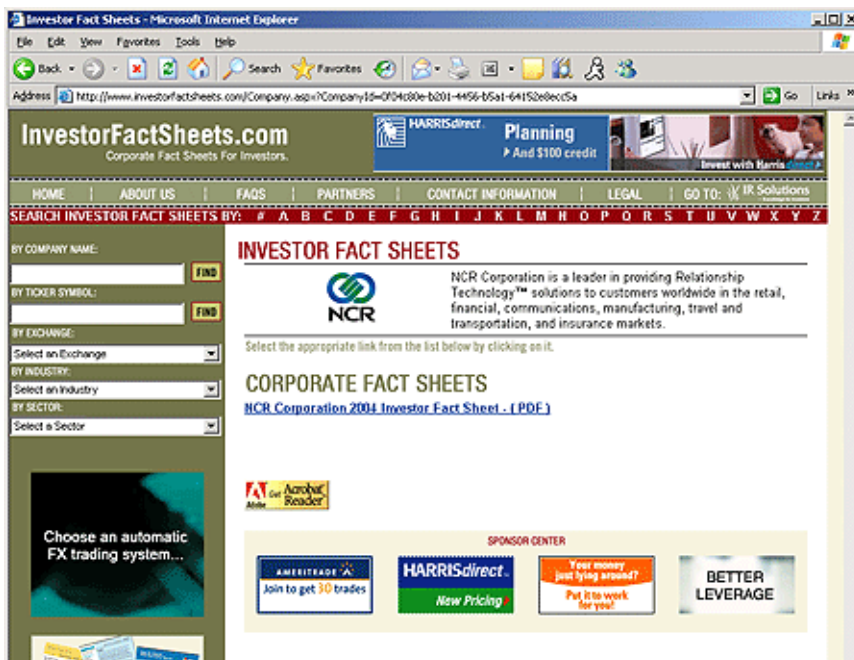 Investor Fact Sheets - Microsoft Internet Explorer
File Edit View Favorites Tools Help
Back Search Favorites
Address http://www.investorfactsheets.com/Company.aspx?CompanyId=0f04c80e-b201-4456-b5a1-64152e8ecc5a Go Links »
InvestorFactSheets.com
Corporate Fact Sheets For Investors.
HARRISdirect.
Planning
And $100 credit
Invest with Harrisdirect
HOME | ABOUT US | FAQS | PARTNERS | CONTACT INFORMATION | LEGAL | GO TO: IR Solutions
SEARCH INVESTOR FACT SHEETS BY: # A B C D E F G H I J K L M N O P Q R S T U V W X Y Z
BY COMPANY NAME:
FIND
BY TICKER SYMBOL:
FIND
BY EXCHANGE:
Select an Exchange
BY INDUSTRY:
Select an Industry
BY SECTOR:
Select a Sector
Choose an automatic
FX trading system...
INVESTOR FACT SHEETS
NCR
NCR Corporation is a leader in providing Relationship
Technology™ solutions to customers worldwide in the retail,
financial, communications, manufacturing, travel and
transportation, and insurance markets.
Select the appropriate link from the list below by clicking on it.
CORPORATE FACT SHEETS
NCR Corporation 2004 Investor Fact Sheet - ( PDF )
Adobe
Get Acrobat
Reader
SPONSOR CENTER
AMERITRADE
Join to get 30 trades
HARRISdirect
New Pricing
Your money
just lying around?
Put it to work
for you!
BETTER
LEVERAGE